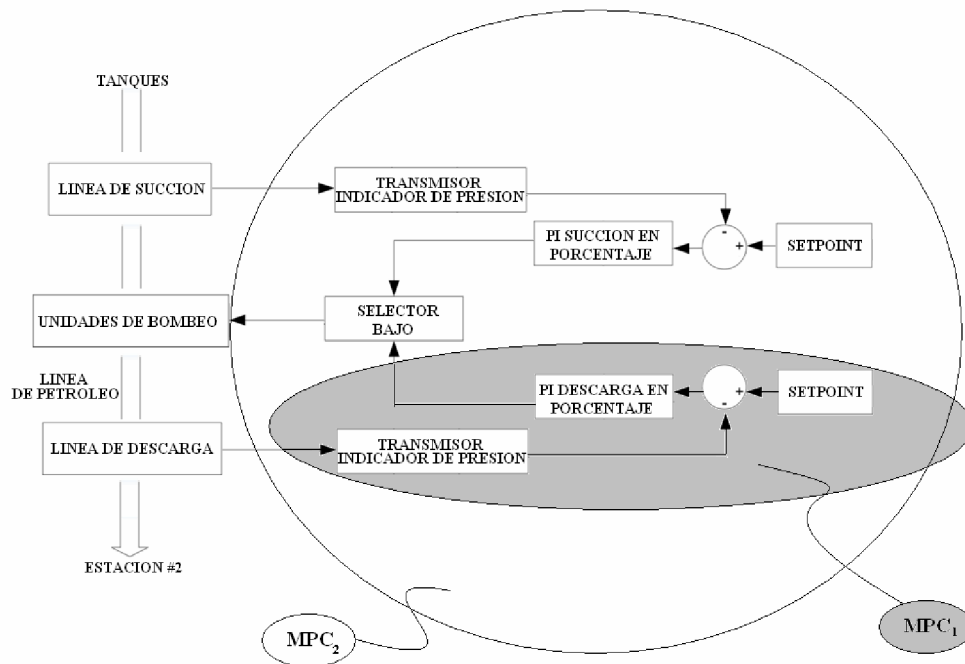 TANQUES
LINEA DE SUCCION
TRANSMISOR
INDICADOR DE PRESION
-
+
PI SUCCION EN
PORCENTAJE
SETPOINT
UNIDADES DE BOMBEO
SELECTOR
BAJO
LINEA
DE PETROLEO
PI DESCARGA EN
PORCENTAJE
+
-
SETPOINT
LINEA DE DESCARGA
TRANSMISOR
INDICADOR DE PRESION
ESTACION #2
MPC2
MPC1